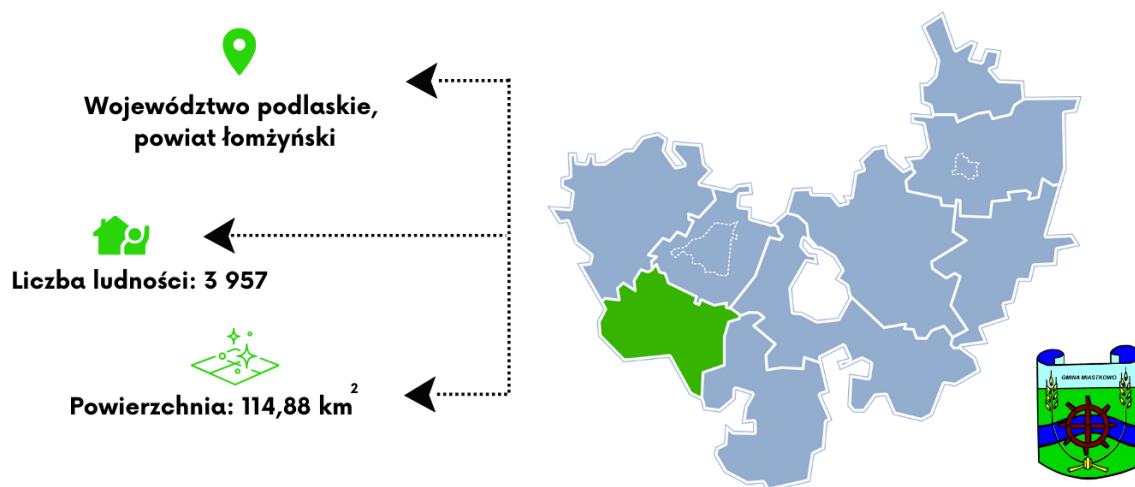 Województwo podlaskie,
powiat łomżyński
Liczba ludności: 3 957
Powierzchnia: 114,88 km²
GMINA MIASTKOWO